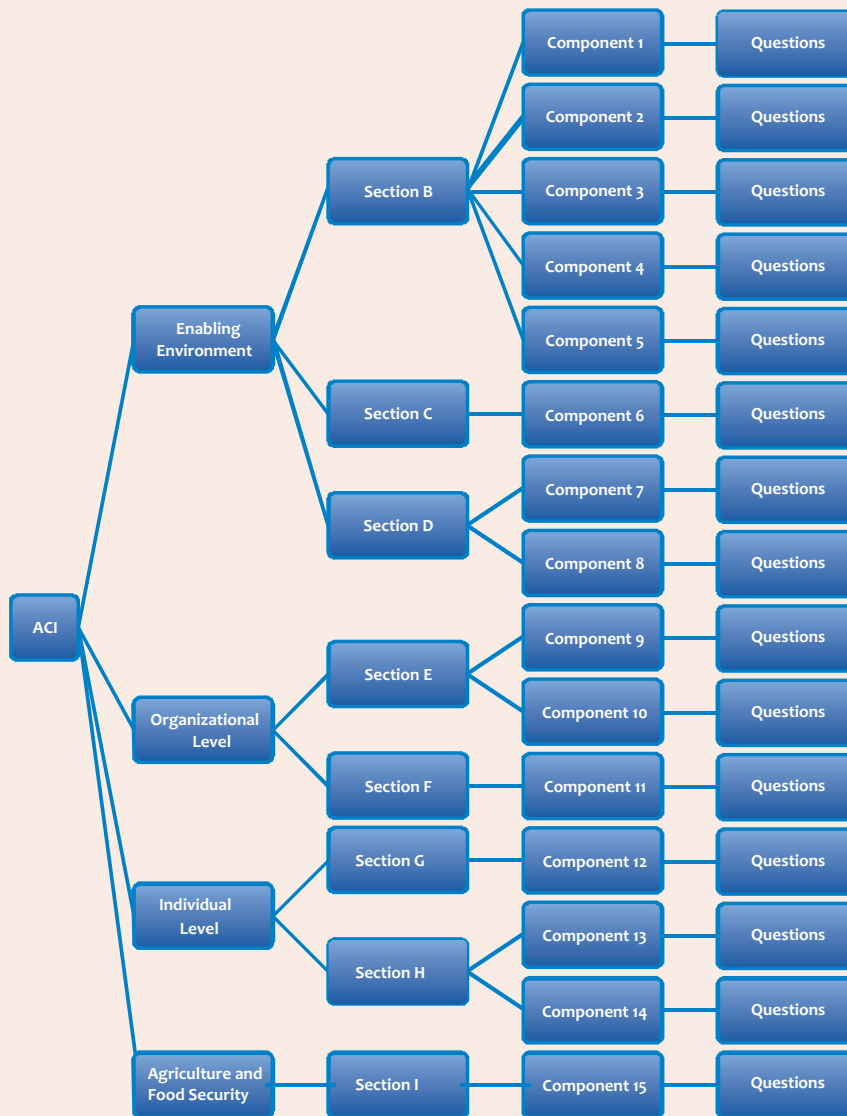 Component 1
Questions
Component 2
Questions
Section B
Component 3
Questions
Component 4
Questions
Enabling
Environment
Component 5
Questions
Section C
Component 6
Questions
Component 7
Questions
Section D
Component 8
Questions
ACI
Component 9
Questions
Section E
Component 10
Questions
Organizational
Level
Section F
Component 11
Questions
Section G
Component 12
Questions
Individual
Level
Component 13
Questions
Section H
Component 14
Questions
Agriculture and
Food Security
Section I
Component 15
Questions